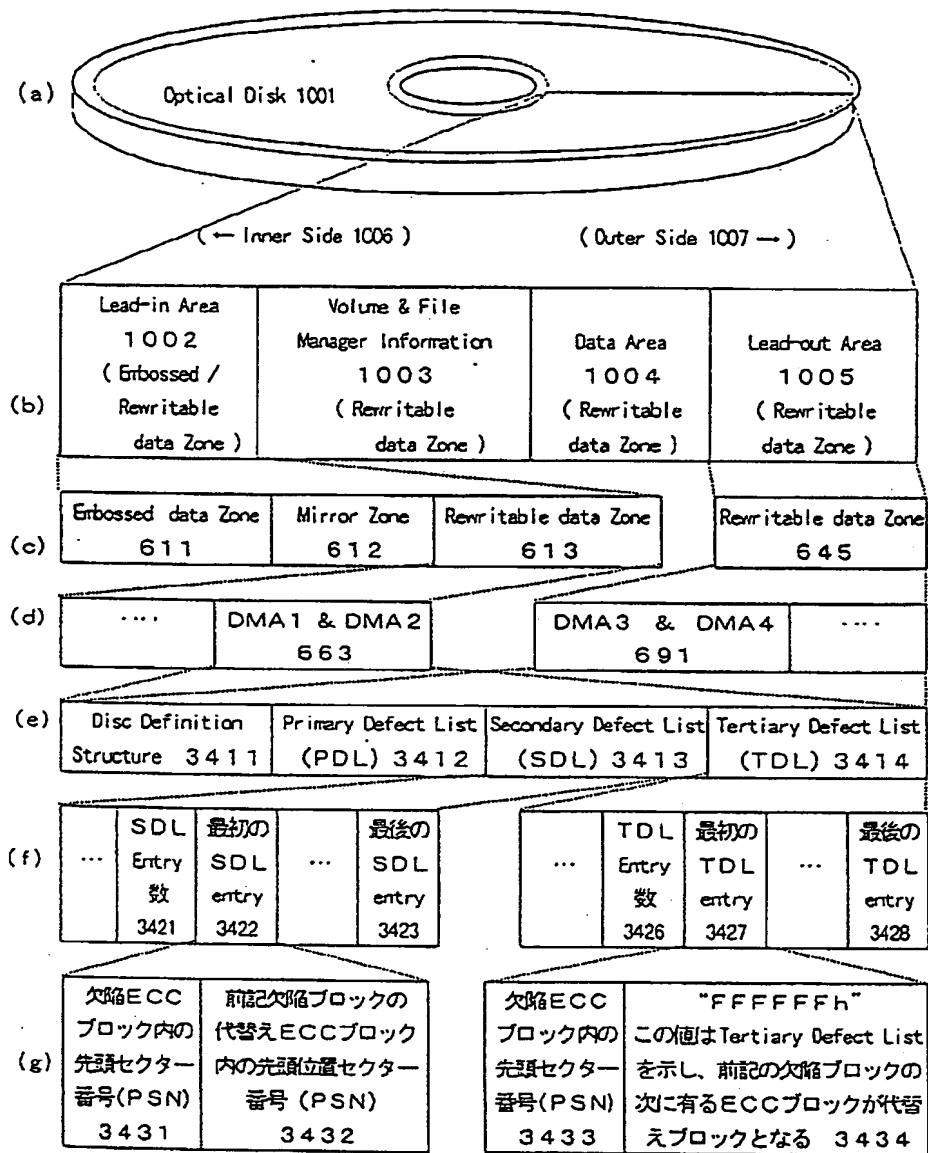 (a)
Optical Disk 1001
(← Inner Side 1006 )
(Outer Side 1007 →)
(b)
Lead-in Area
1002
( Embossed /
Rewritable
data Zone )
Volume & File
Manager Information
1003
( Rewritable
data Zone )
Data Area
1004
( Rewritable
data Zone )
Lead-out Area
1005
( Rewritable
data Zone )
(c)
Embossed data Zone
611
Mirror Zone
612
Rewritable data Zone
613
Rewritable data Zone
645
(d)
....
DMA1 & DMA2
663
DMA3 & DMA4
691
....
(e)
Disc Definition
Structure 3411
Primary Defect List
(PDL) 3412
Secondary Defect List
(SDL) 3413
Tertiary Defect List
(TDL) 3414
(f)
...
SDL
Entry
数
3421
最初の
SDL
entry
3422
...
最後の
SDL
entry
3423
...
TDL
Entry
数
3426
最初の
TDL
entry
3427
...
最後の
TDL
entry
3428
(g)
欠陥ECC
ブロック内の
先頭セクター
番号(PSN)
3431
前記欠陥ブロックの
代替えECCブロック
内の先頭位置セクター
番号 (PSN)
3432
欠陥ECC
ブロック内の
先頭セクター
番号(PSN)
3433
"FFFFFFh"
この値はTertiary Defect List
を示し、前記の欠陥ブロックの
次に有るECCブロックが代替
えブロックとなる 3434